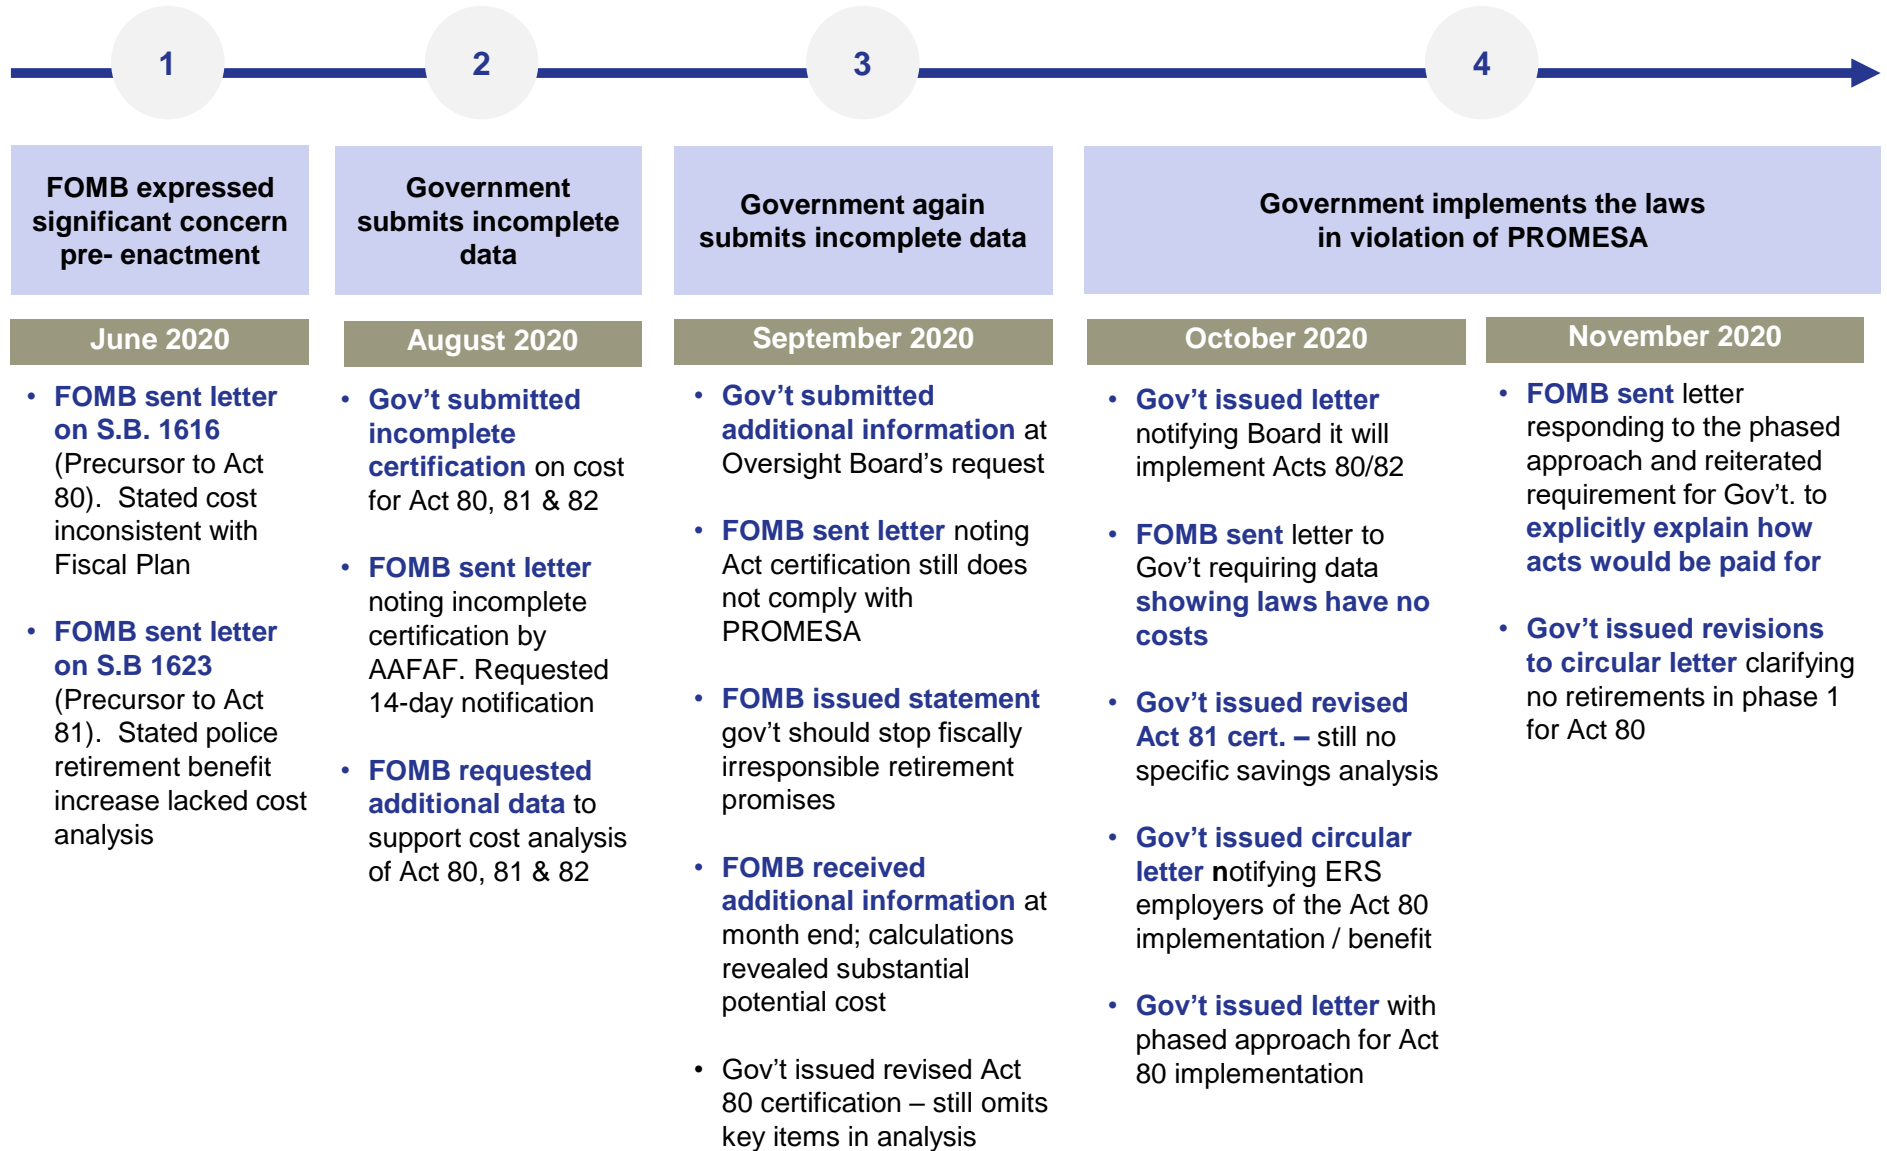 1
2
3
4
FOMB expressed
significant concern
pre- enactment
Government
submits incomplete
data
Government again
submits incomplete data
Government implements the laws
in violation of PROMESA
June 2020
• FOMB sent letter
on S.B. 1616
(Precursor to Act
80).  Stated cost
inconsistent with
Fiscal Plan
• FOMB sent letter
on S.B 1623
(Precursor to Act
81).  Stated police
retirement benefit
increase lacked cost
analysis
August 2020
• Gov’t submitted
incomplete
certification on cost
for Act 80, 81 & 82
• FOMB sent letter
noting incomplete
certification by
AAFAF. Requested
14-day notification
• FOMB requested
additional data to
support cost analysis
of Act 80, 81 & 82
September 2020
• Gov’t submitted
additional information at
Oversight Board’s request
• FOMB sent letter noting
Act certification still does
not comply with
PROMESA
• FOMB issued statement
gov’t should stop fiscally
irresponsible retirement
promises
• FOMB received
additional information at
month end; calculations
revealed substantial
potential cost
• Gov’t issued revised Act
80 certification – still omits
key items in analysis
October 2020
• Gov’t issued letter
notifying Board it will
implement Acts 80/82
• FOMB sent letter to
Gov’t requiring data
showing laws have no
costs
• Gov’t issued revised
Act 81 cert. – still no
specific savings analysis
• Gov’t issued circular
letter notifying ERS
employers of the Act 80
implementation / benefit
• Gov’t issued letter with
phased approach for Act
80 implementation
November 2020
• FOMB sent letter
responding to the phased
approach and reiterated
requirement for Gov’t. to
explicitly explain how
acts would be paid for
• Gov’t issued revisions
to circular letter clarifying
no retirements in phase 1
for Act 80